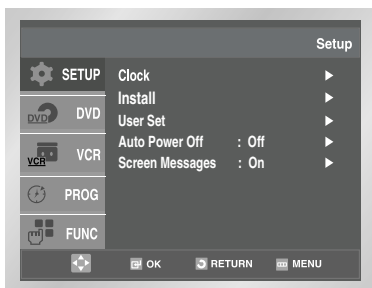 Setup
SETUP
Clock ►
Install ►
DVD DVD
User Set ►
Auto Power Off : Off ►
VCR VCR
Screen Messages : On ►
PROG
FUNC
OK RETURN MENU